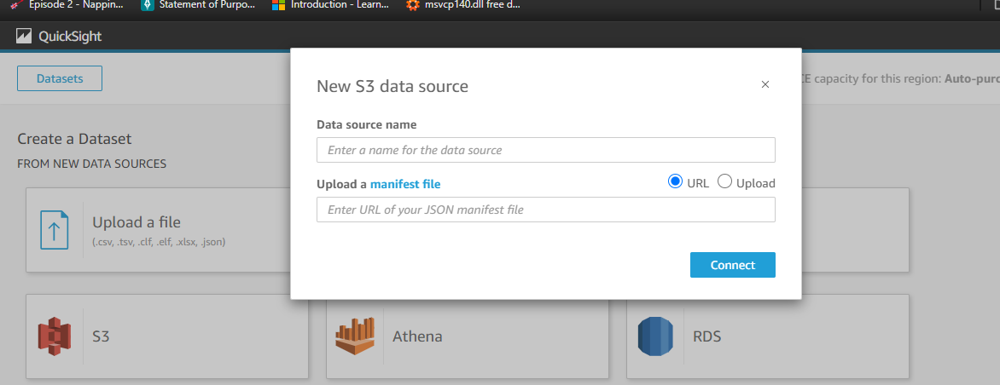 Episode 2 - Nappin...
Statement of Purpo...
Introduction - Learn...
msvcp140.dll free d...
QuickSight
Datasets
capacity for this region: Auto-purc
New S3 data source
Data source name
Enter a name for the data source
Upload a manifest file
URL
Upload
Enter URL of your JSON manifest file
Connect
Create a Dataset
FROM NEW DATA SOURCES
Upload a file
(.csv, .tsv, .clf, .elf, .xlsx, .json)
S3
Athena
RDS